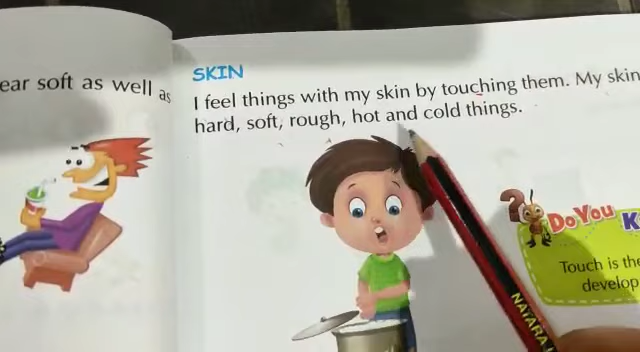 ear soft as well as
SKIN
I feel things with my skin by touching them. My skin
hard, soft, rough, hot and cold things.
Do You K
Touch is the
develop
NATARAJ